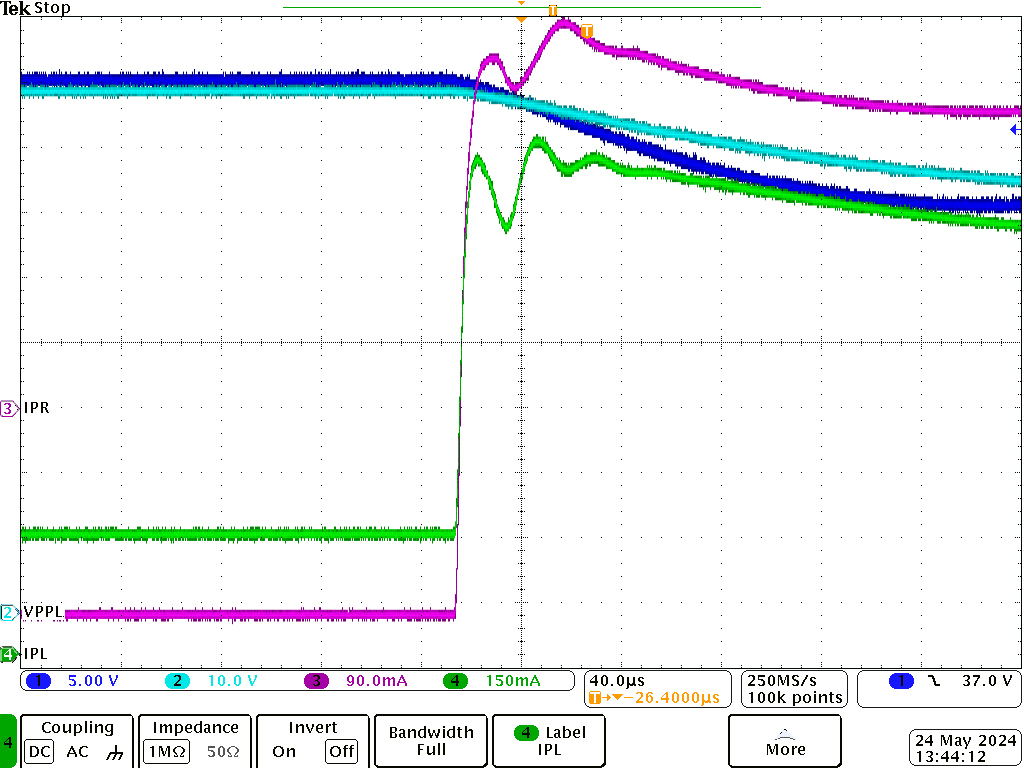 Tek Stop
T
T
3 IPR
2 VPPL
4 IPL
1 5.00 V 2 10.0 V 3 90.0mA 4 150mA
40.0µs
T→▼−26.4000µs
250MS/s
100k points
1 37.0 V
4
Coupling
DC AC
Impedance
1MΩ 50Ω
Invert
On Off
Bandwidth
Full
4 Label
IPL
More
24 May 2024
13:44:12